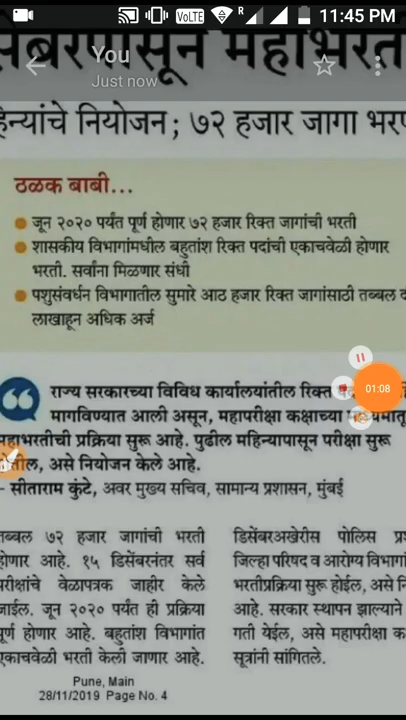 VoLTE R 11:45 PM
You
Just now
महाभरती
नियोजन; ७२ हजार जागा
ठळक बाबी...
जून २०२० पर्यंत पूर्ण होणार ७२ हजार रिक्त जागांची भरती
शासकीय विभागांमधील बहुतांश रिक्त पदांची एकाचवेळी होणार
भरती. सर्वांना मिळणार संधी
पशुसंवर्धन विभागातील सुमारे आठ हजार रिक्त जागांसाठी तब्बल
लाखाहून अधिक अर्ज
01:08
राज्य सरकारच्या विविध कार्यालयांतील रिक्त
मागविण्यात आली असून, महापरीक्षा कक्षाच्या
महाभरतीची प्रक्रिया सुरू आहे. पुढील महिन्यापासून परीक्षा सुरू
असे नियोजन केले आहे.
- सीताराम कुंटे, अवर मुख्य सचिव, सामान्य प्रशासन, मुंबई
तब्बल ७२ हजार जागांची भरती
होणार आहे. १५ डिसेंबरनंतर सर्व
परीक्षांचे वेळापत्रक जाहीर केले
जाईल. जून २०२० पर्यंत ही प्रक्रिया
पूर्ण होणार आहे. बहुतांश विभागांत
एकाचवेळी भरती केली जाणार आहे.
डिसेंबरअखेरीस पोलिस
जिल्हा परिषद व आरोग्य
भरतीप्रक्रिया सुरू होईल, असे
आहे. सरकार स्थापन झाल्याने
गती येईल, असे महापरीक्षा
सूत्रांनी सांगितले.
Pune, Main
28/11/2019 Page No. 4